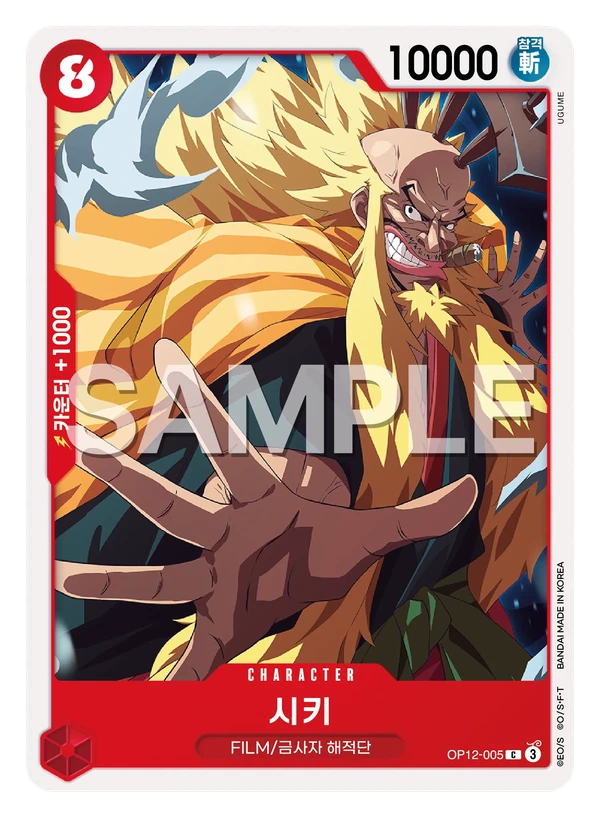 8
10000
참격
斬
UGUME
카운터 +1000
SAMPLE
CHARACTER
시키
FILM/금사자 해적단
OP12-005 C 3
©EO/S ©O/S·F·T BANDAI MADE IN KOREA